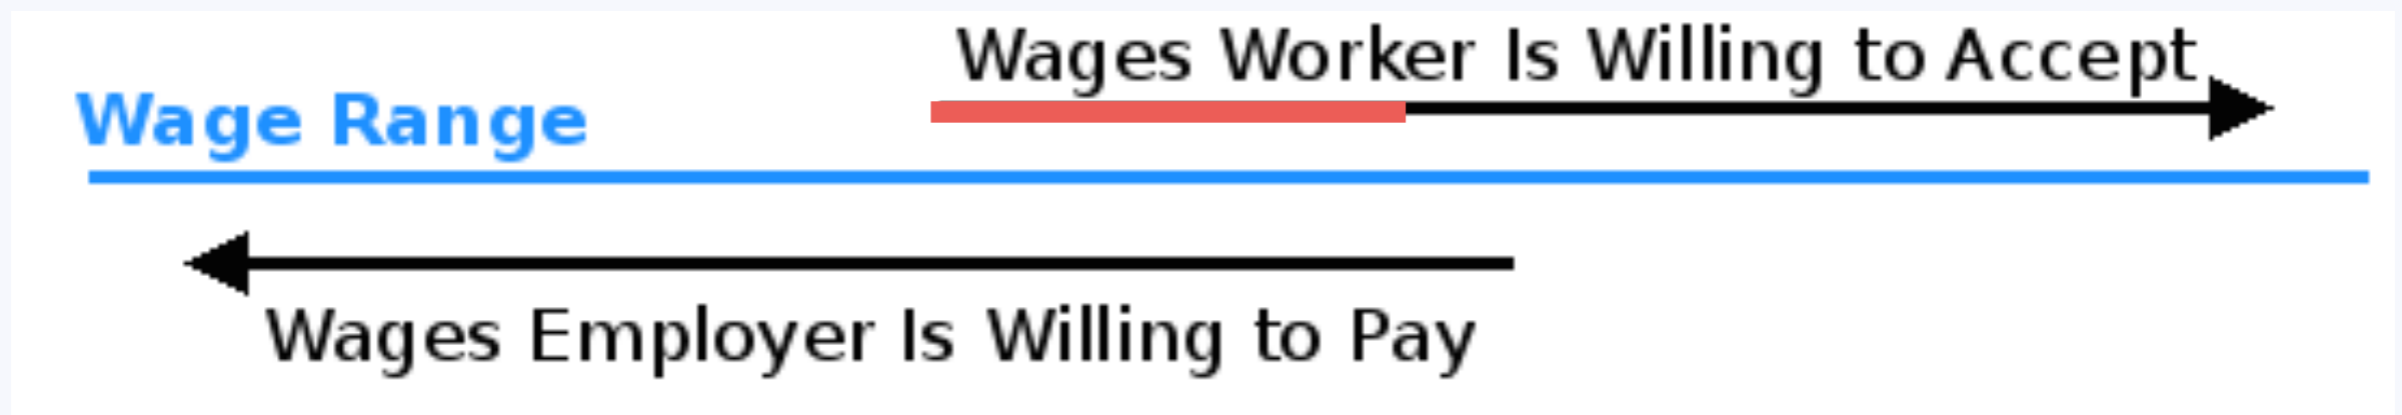 Wages Worker Is Willing to Accept
Wage Range
Wages Employer Is Willing to Pay